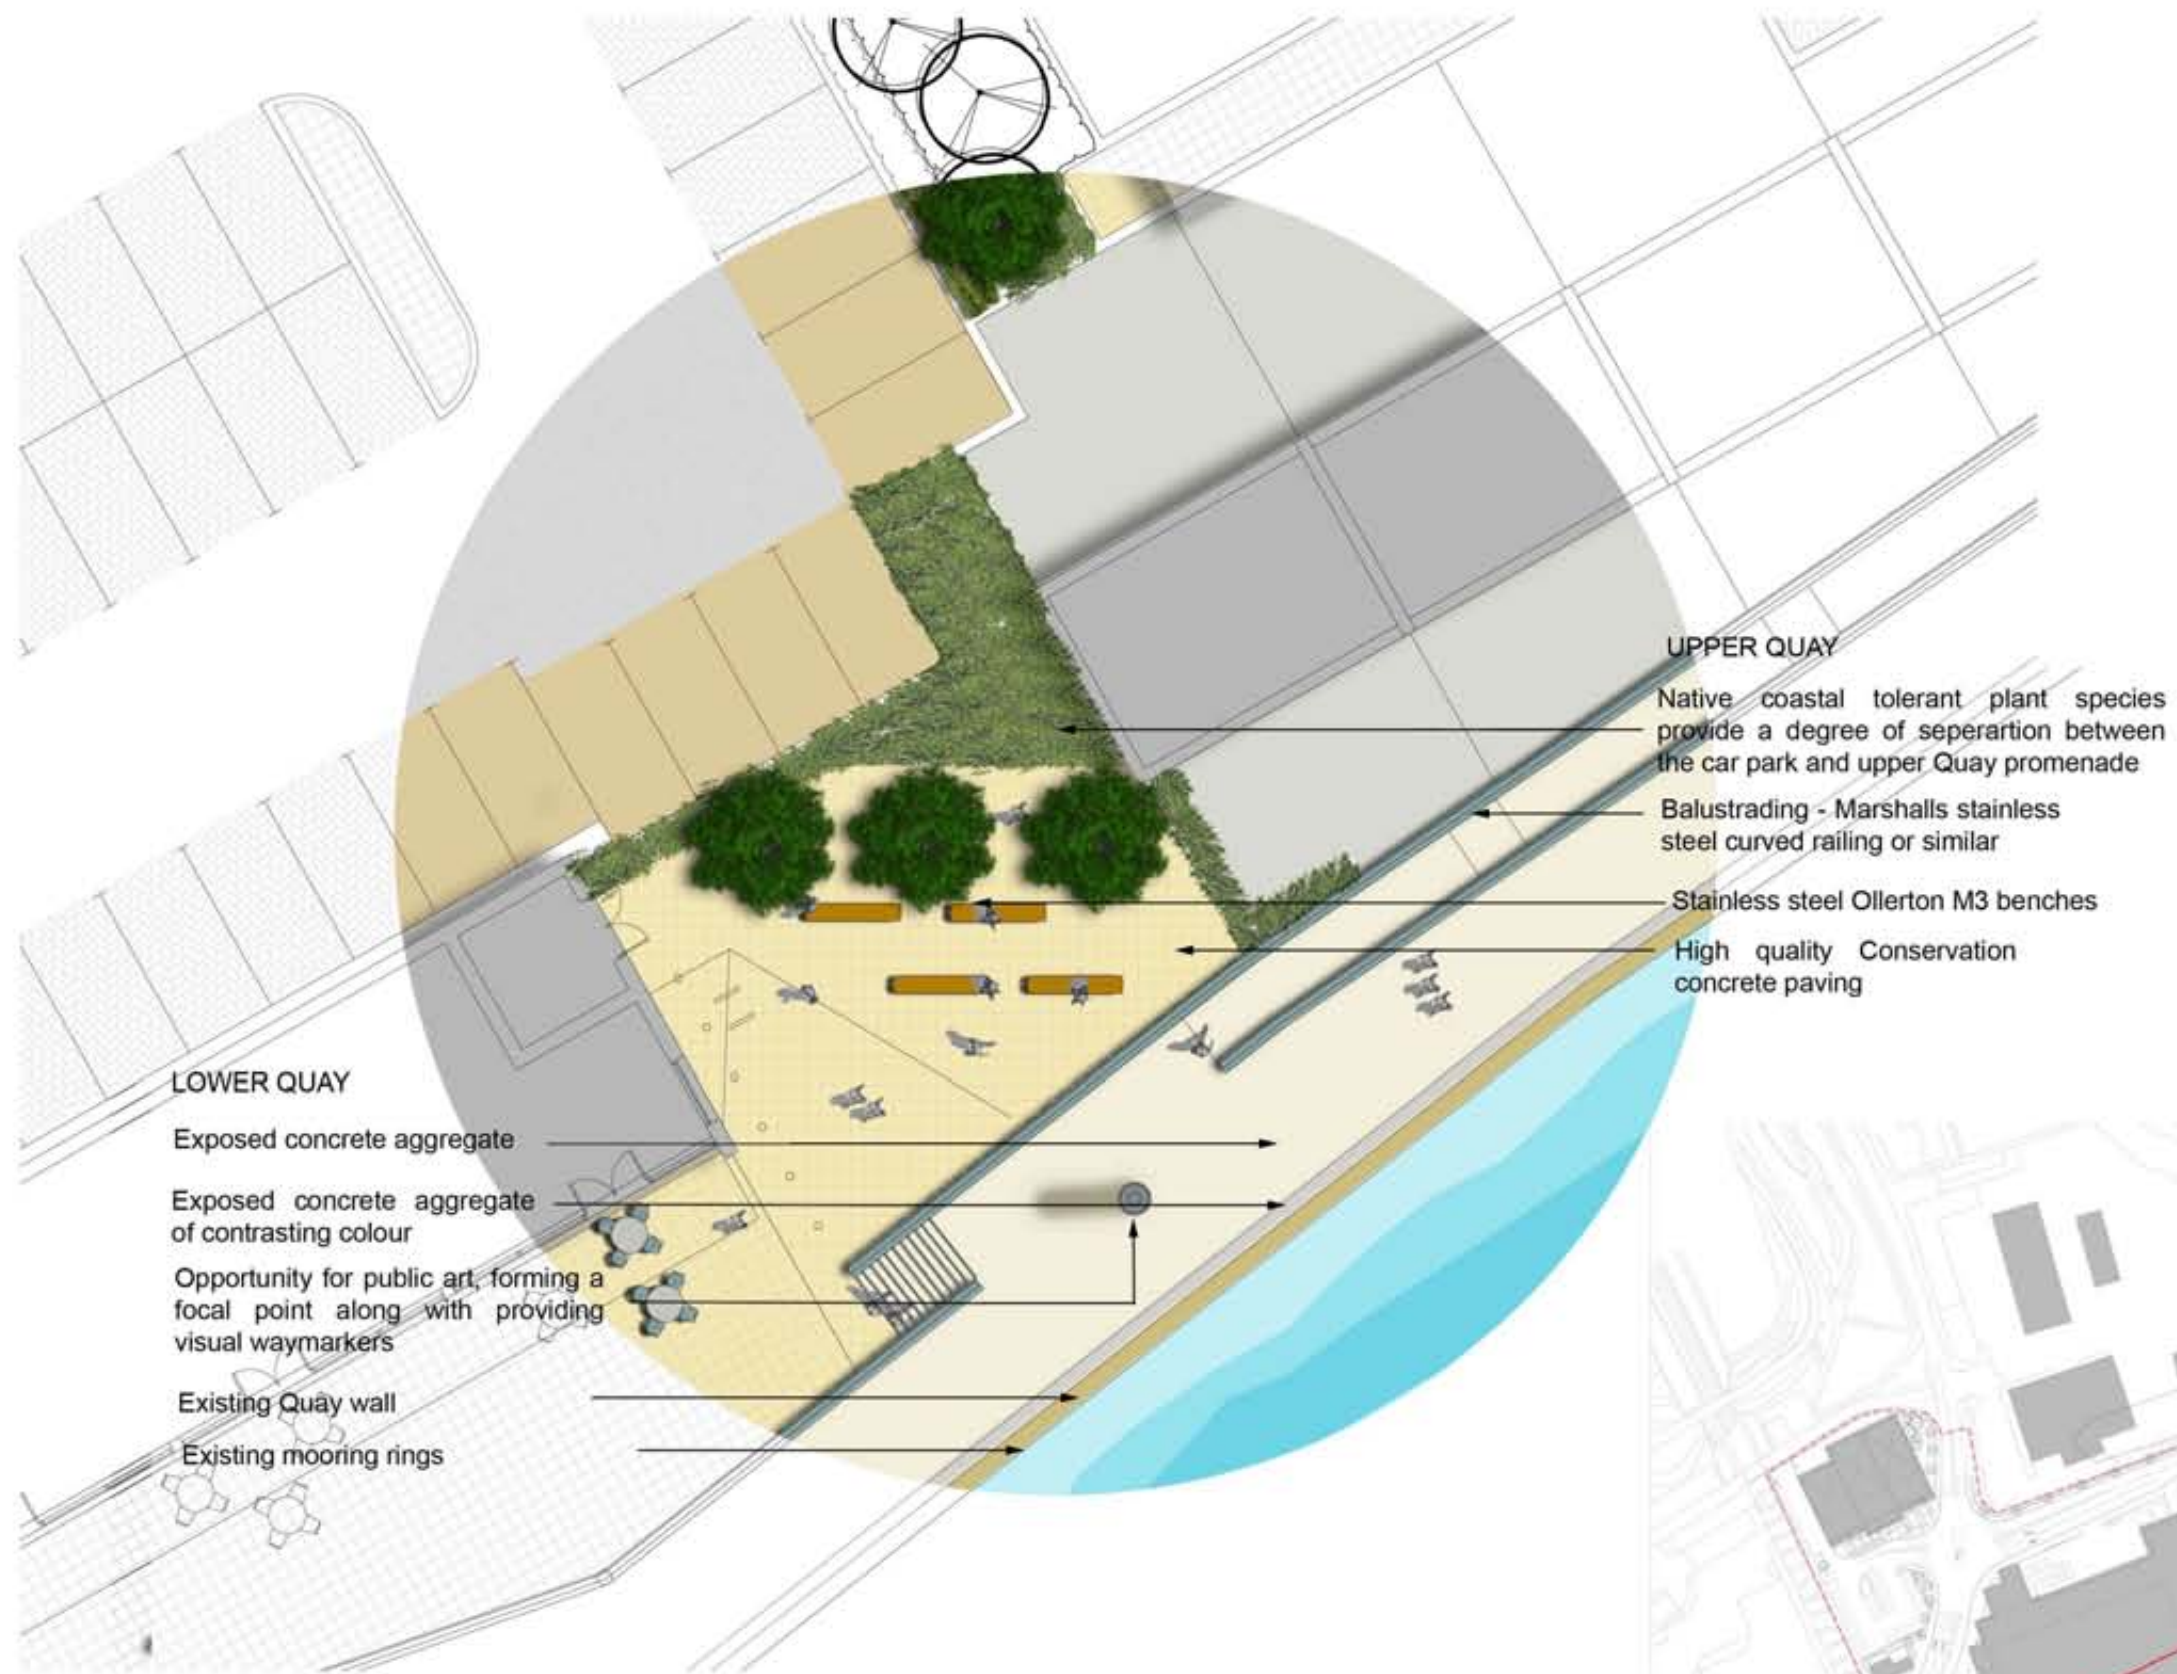 UPPER QUAY
Native coastal tolerant plant species
provide a degree of seperartion between
the car park and upper Quay promenade
Balustrading - Marshalls stainless
steel curved railing or similar
Stainless steel Ollerton M3 benches
High quality Conservation
concrete paving
LOWER QUAY
Exposed concrete aggregate
Exposed concrete aggregate
of contrasting colour
Opportunity for public art, forming a
focal point along with providing
visual waymarkers
Existing Quay wall
Existing mooring rings